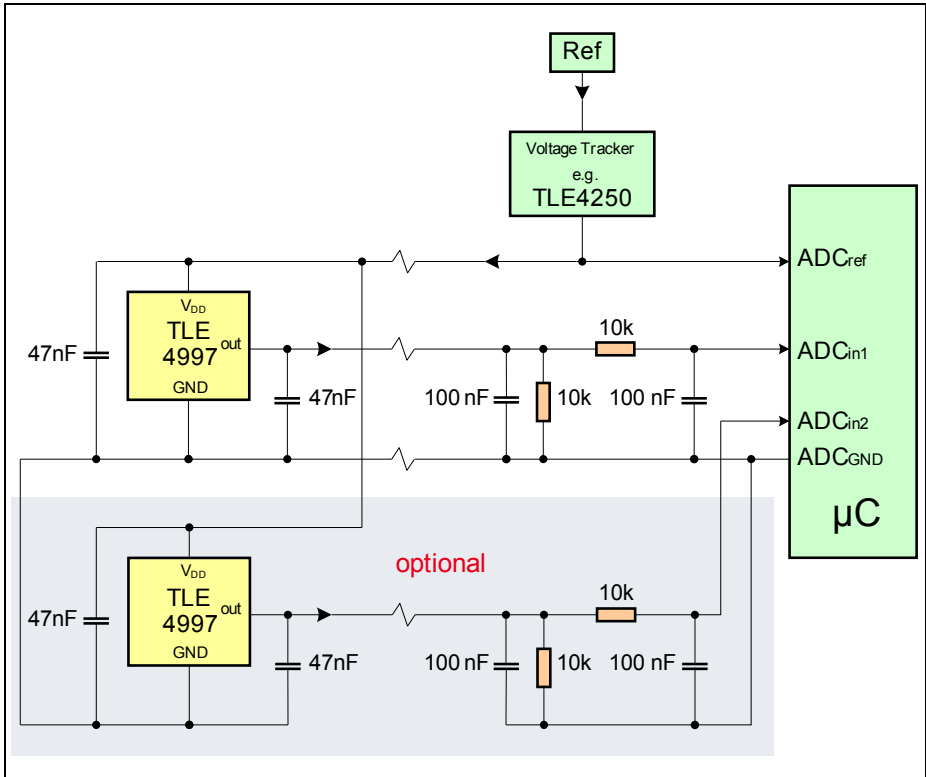 Ref
Voltage Tracker
e.g.
TLE4250
ADCref
VDD
TLE
4997
out
GND
47nF
47nF
100 nF
10k
10k
100 nF
ADCin1
ADCin2
ADCGND
µC
optional
VDD
TLE
4997
out
GND
47nF
47nF
100 nF
10k
10k
100 nF